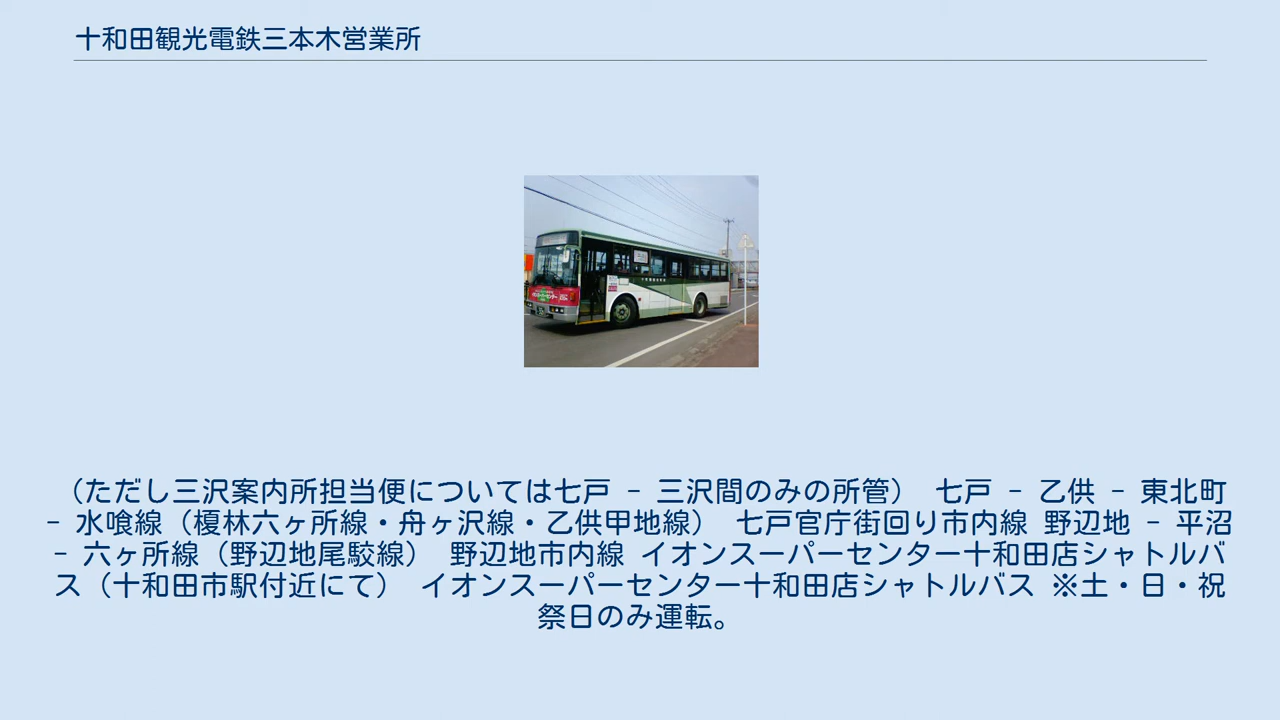 十和田観光電鉄三本木営業所
（ただし三沢案内所担当便については七戸 - 三沢間のみの所管） 七戸 - 乙供 - 東北町
- 水喰線（榎林六ヶ所線・舟ヶ沢線・乙供甲地線） 七戸官庁街回り市内線 野辺地 - 平沼
- 六ヶ所線（野辺地尾駮線） 野辺地市内線 イオンスーパーセンター十和田店シャトルバ
ス（十和田市駅付近にて） イオンスーパーセンター十和田店シャトルバス ※土・日・祝
祭日のみ運転。